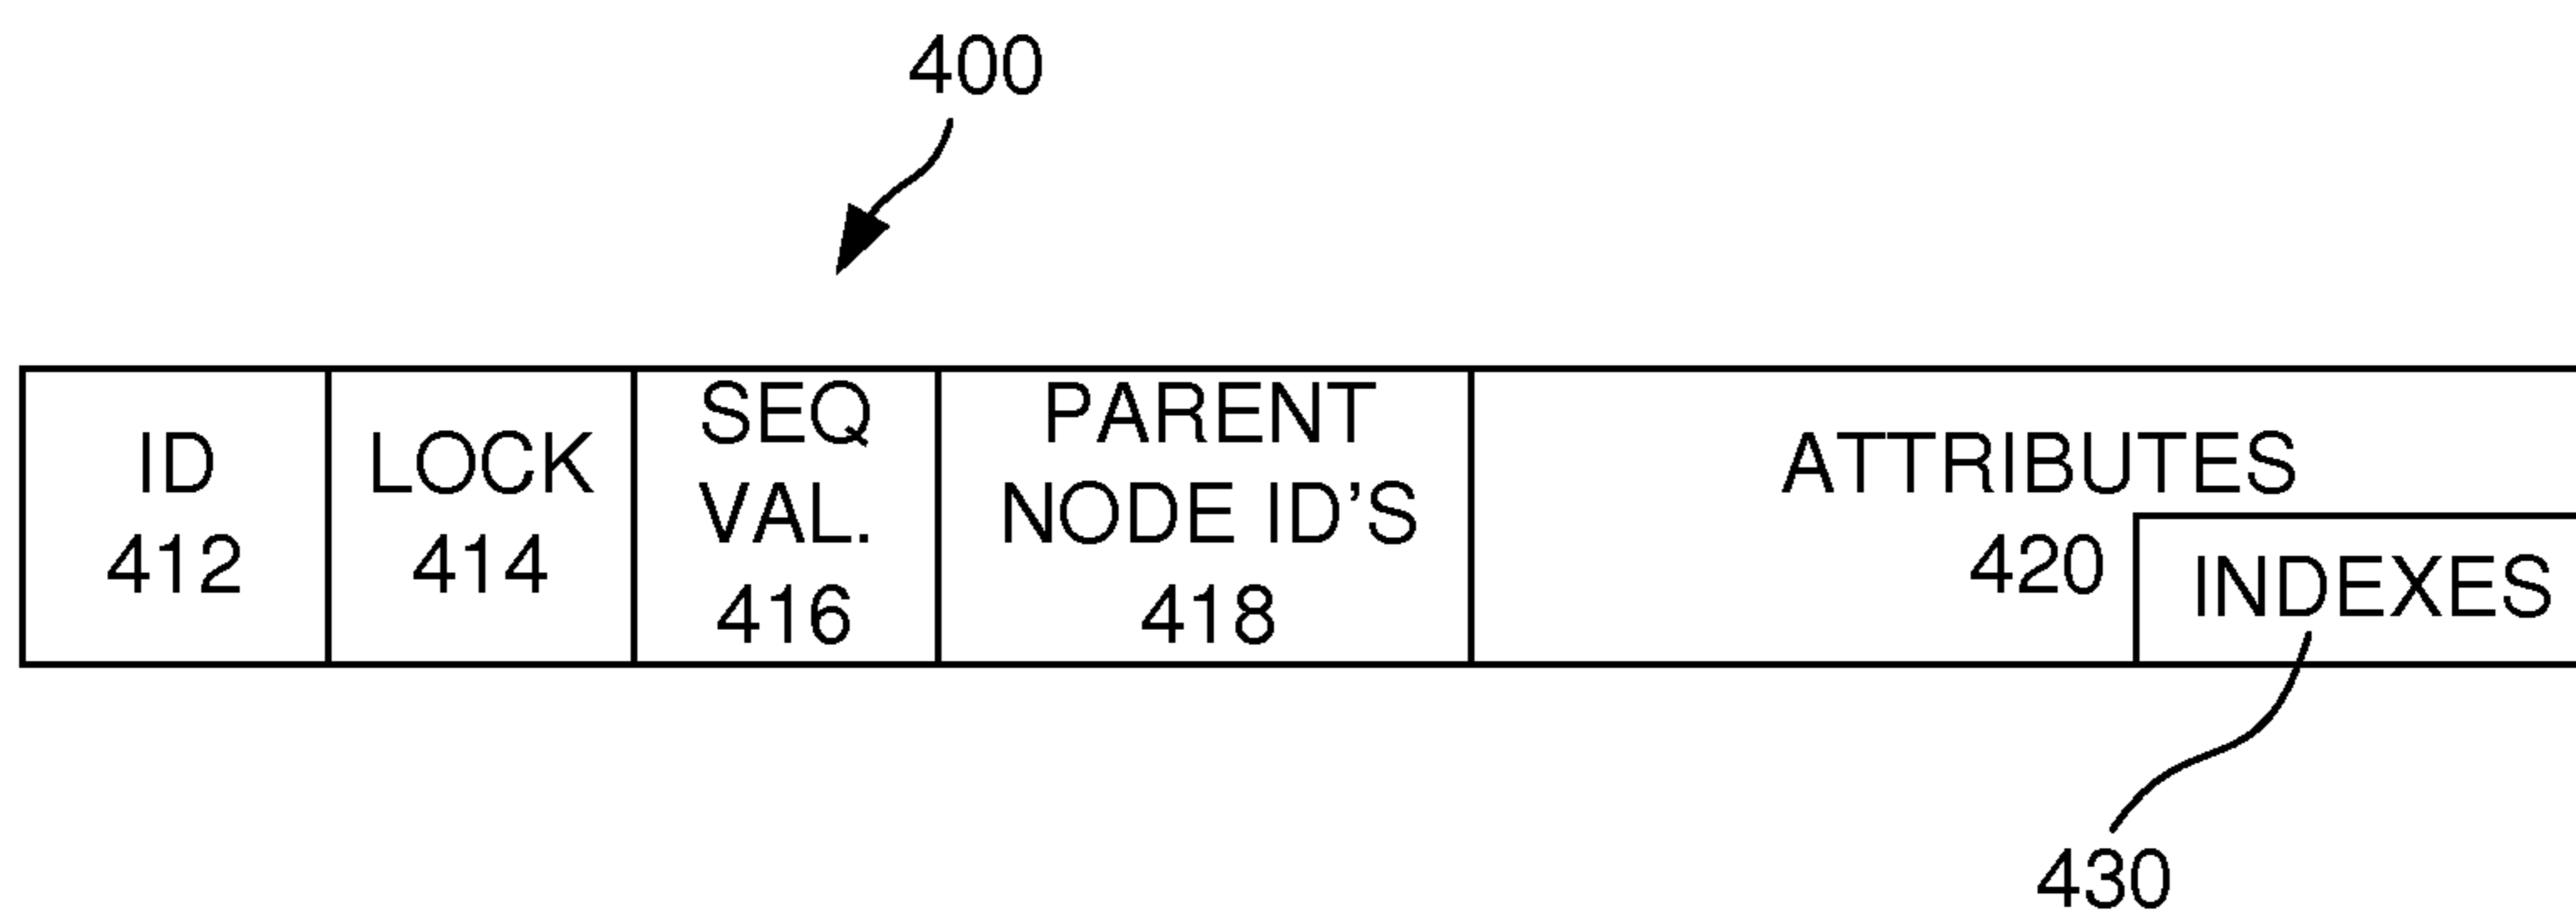 400
ID
412
LOCK
414
SEQ
VAL.
416
PARENT
NODE ID'S
418
ATTRIBUTES
420
INDEXES
430